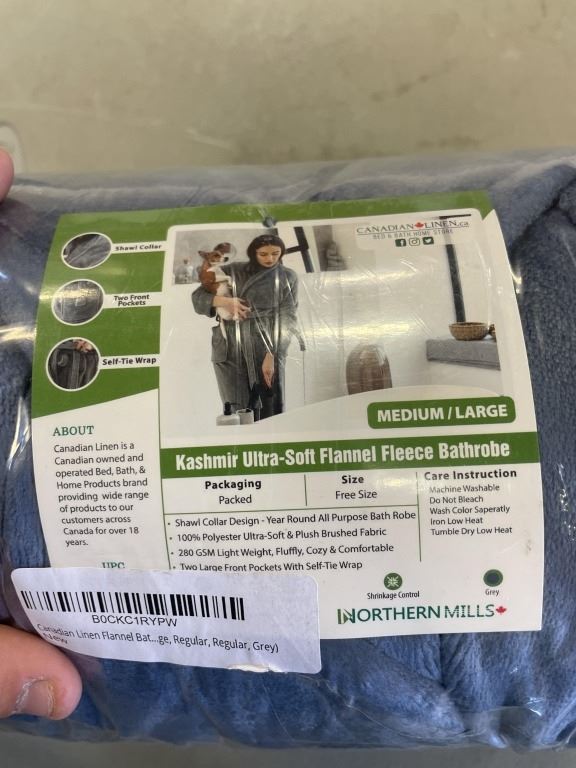 CANADIAN LINEN.ca
BED & BATH HOME STORE
Shawl Collar
Two Front
Pockets
Self-Tie Wrap
MEDIUM / LARGE
Kashmir Ultra-Soft Flannel Fleece Bathrobe
ABOUT
Canadian Linen is a
Canadian owned and
operated Bed, Bath, &
Home Products brand
providing wide range
of products to our
customers across
Canada for over 18
years.
UPC
Packaging
Packed
Size
Free Size
Care Instruction
Machine Washable
Do Not Bleach
Wash Color Saperatly
Iron Low Heat
Tumble Dry Low Heat
• Shawl Collar Design - Year Round All Purpose Bath Robe
• 100% Polyester Ultra-Soft & Plush Brushed Fabric
• 280 GSM Light Weight, Fluffly, Cozy & Comfortable
• Two Large Front Pockets With Self-Tie Wrap
Shrinkage Control
Grey
NORTHERN MILLS
B0CKC1RYPW
Canadian Linen Flannel Bat...ge, Regular, Regular, Grey)
New